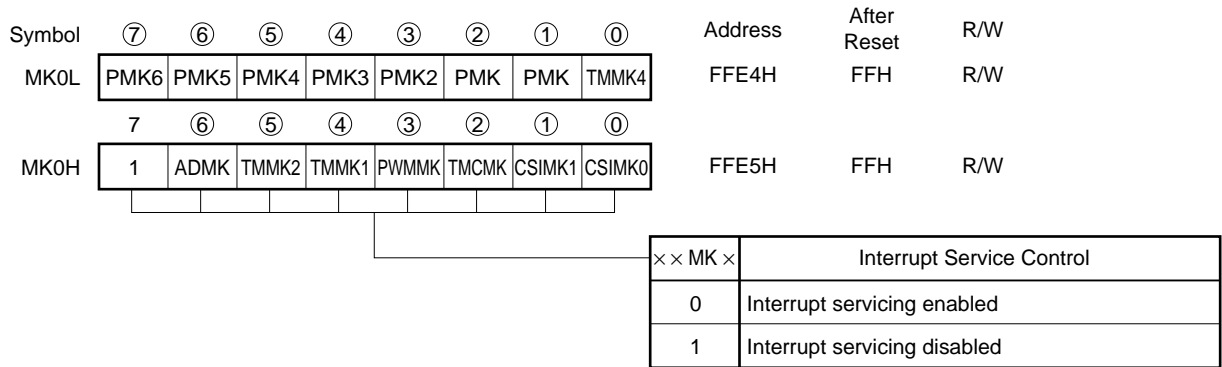 Symbol ⑦ ⑥ ⑤ ④ ③ ② ① ⓪ Address After Reset R/W
MK0L PMK6 PMK5 PMK4 PMK3 PMK2 PMK PMK TMMK4 FFE4H FFH R/W
7 ⑥ ⑤ ④ ③ ② ① ⓪
MK0H 1 ADMK TMMK2 TMMK1 PWMMK TMCMK CSIMK1 CSIMK0 FFE5H FFH R/W
××MK× Interrupt Service Control
0 Interrupt servicing enabled
1 Interrupt servicing disabled